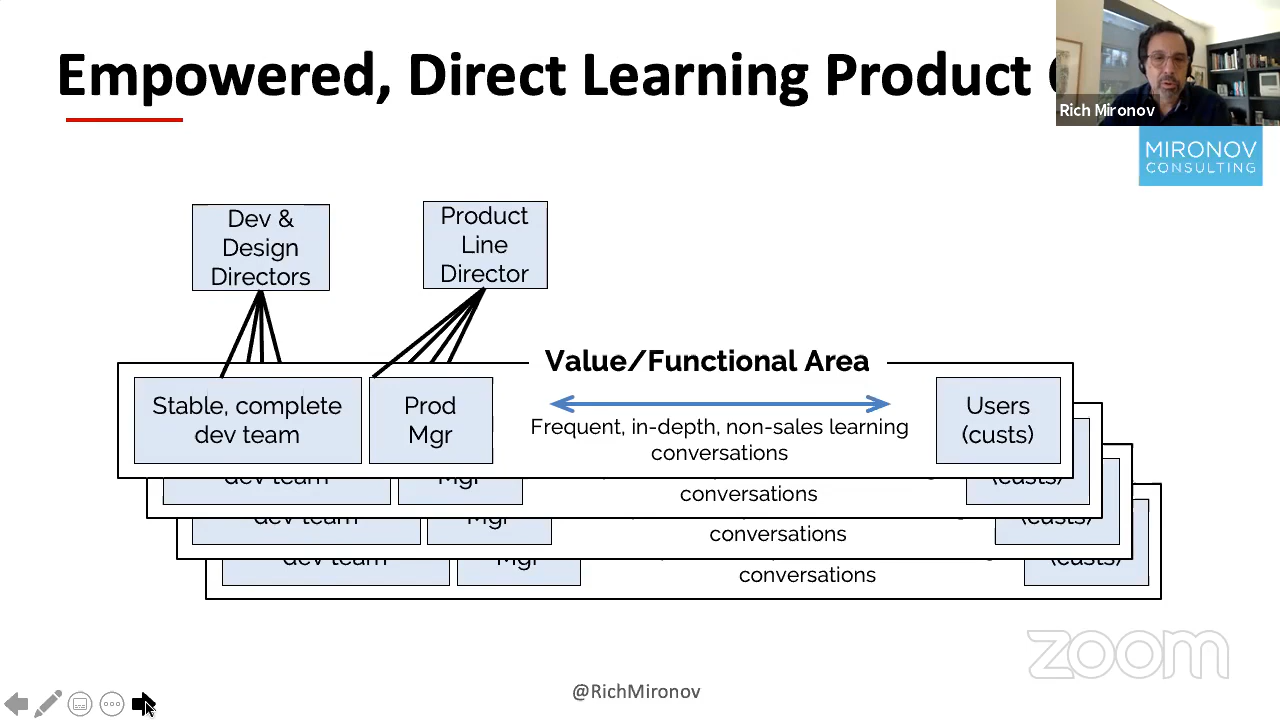 Empowered, Direct Learning Product
Rich Mironov
MIRONOV
CONSULTING
Dev &
Design
Directors
Product
Line
Director
Value/Functional Area
Stable, complete
dev team
Prod
Mgr
Frequent, in-depth, non-sales learning
conversations
Users
(custs)
dev team
Mgr
conversations
(custs)
dev team
Mgr
conversations
(custs)
dev team
Mgr
conversations
(custs)
zoom
@RichMironov